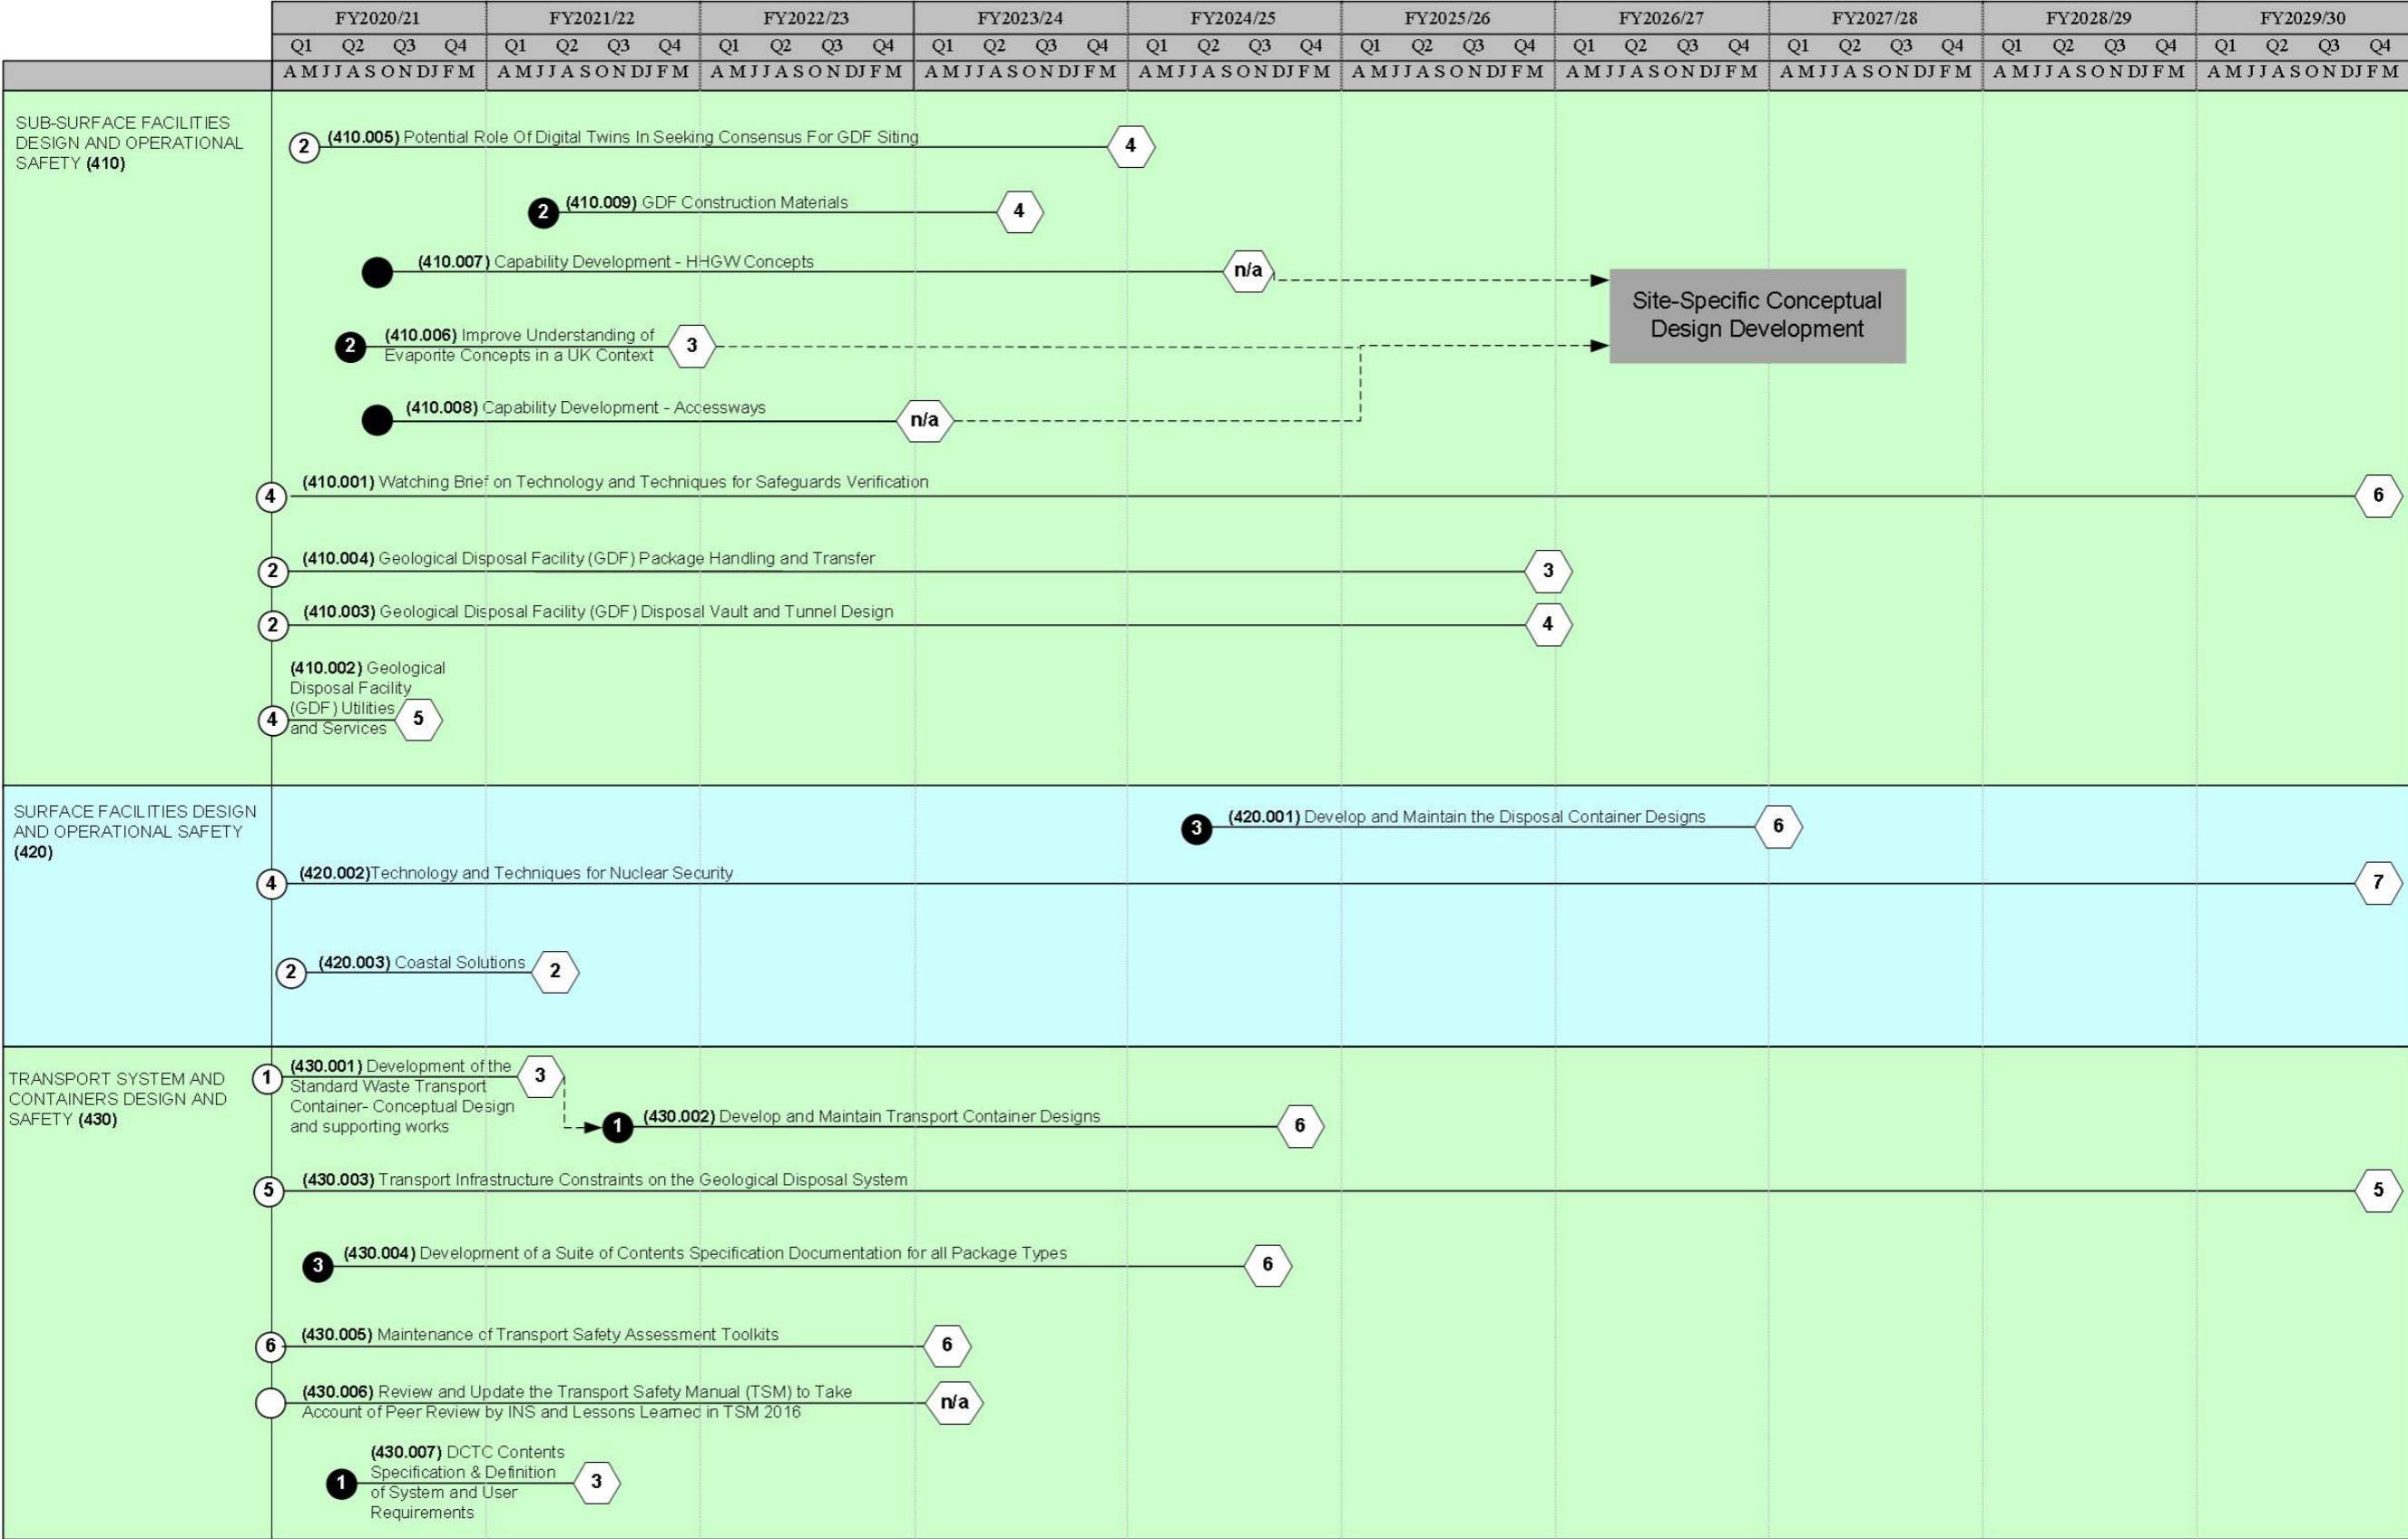 FY2020/21 FY2021/22 FY2022/23 FY2023/24 FY2024/25 FY2025/26 FY2026/27 FY2027/28 FY2028/29 FY2029/30
Q1 Q2 Q3 Q4 Q1 Q2 Q3 Q4 Q1 Q2 Q3 Q4 Q1 Q2 Q3 Q4 Q1 Q2 Q3 Q4 Q1 Q2 Q3 Q4 Q1 Q2 Q3 Q4 Q1 Q2 Q3 Q4 Q1 Q2 Q3 Q4 Q1 Q2 Q3 Q4
A M J J A S O N D J F M A M J J A S O N D J F M A M J J A S O N D J F M A M J J A S O N D J F M A M J J A S O N D J F M A M J J A S O N D J F M A M J J A S O N D J F M A M J J A S O N D J F M A M J J A S O N D J F M A M J J A S O N D J F M
SUB-SURFACE FACILITIES
DESIGN AND OPERATIONAL
SAFETY (410)
2 (410.005) Potential Role Of Digital Twins In Seeking Consensus For GDF Siting 4
2 (410.009) GDF Construction Materials 4
(410.007) Capability Development - HHGW Concepts n/a
Site-Specific Conceptual
Design Development
2 (410.006) Improve Understanding of 3
Evaporite Concepts in a UK Context
(410.008) Capability Development - Accessways n/a
4 (410.001) Watching Brief on Technology and Techniques for Safeguards Verification 6
2 (410.004) Geological Disposal Facility (GDF) Package Handling and Transfer 3
2 (410.003) Geological Disposal Facility (GDF) Disposal Vault and Tunnel Design 4
(410.002) Geological
Disposal Facility
4 (GDF) Utilities 5
and Services
SURFACE FACILITIES DESIGN
AND OPERATIONAL SAFETY
(420)
3 (420.001) Develop and Maintain the Disposal Container Designs 6
4 (420.002)Technology and Techniques for Nuclear Security 7
2 (420.003) Coastal Solutions 2
TRANSPORT SYSTEM AND
CONTAINERS DESIGN AND
SAFETY (430)
1 (430.001) Development of the 3
Standard Waste Transport
Container- Conceptual Design
and supporting works
1 (430.002) Develop and Maintain Transport Container Designs 6
5 (430.003) Transport Infrastructure Constraints on the Geological Disposal System 5
3 (430.004) Development of a Suite of Contents Specification Documentation for all Package Types 6
6 (430.005) Maintenance of Transport Safety Assessment Toolkits 6
(430.006) Review and Update the Transport Safety Manual (TSM) to Take n/a
Account of Peer Review by INS and Lessons Learned in TSM 2016
(430.007) DCTC Contents
1 Specification & Definition 3
of System and User
Requirements